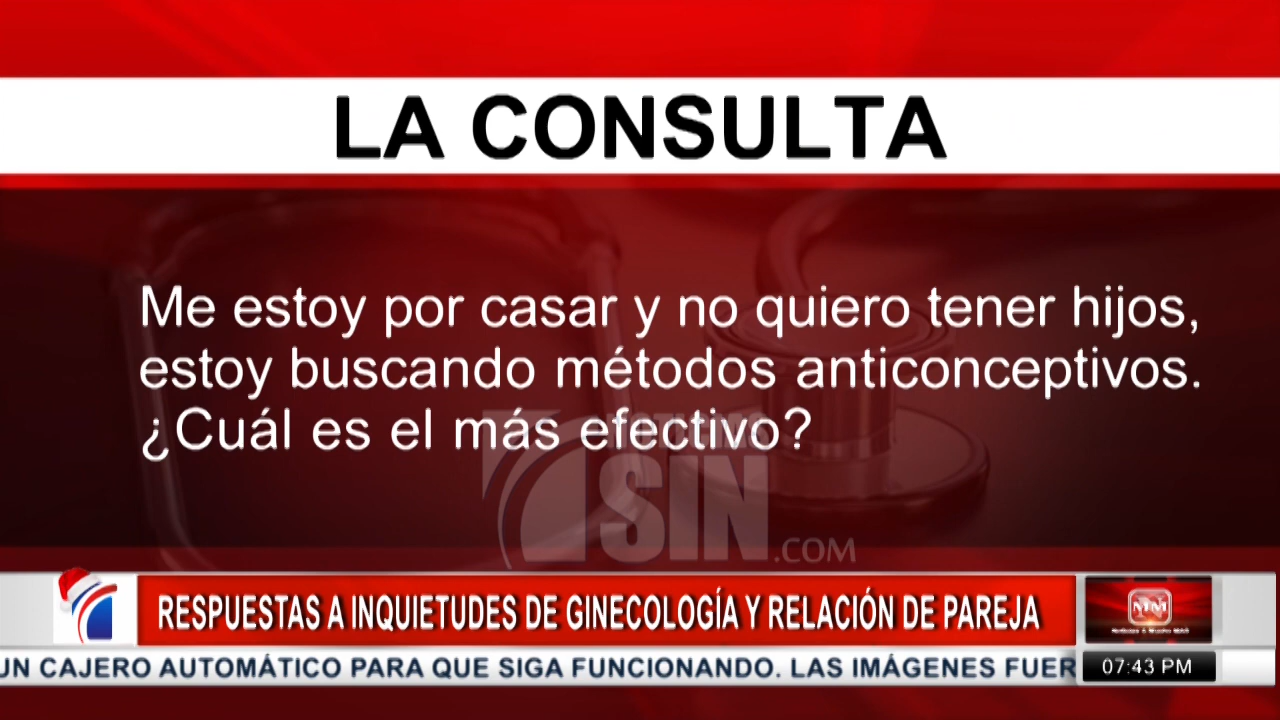 LA CONSULTA
Me estoy por casar y no quiero tener hijos,
estoy buscando métodos anticonceptivos.
¿Cuál es el más efectivo?
NOTICIAS
SIN.COM
RESPUESTAS A INQUIETUDES DE GINECOLOGÍA Y RELACIÓN DE PAREJA
UN CAJERO AUTOMÁTICO PARA QUE SIGA FUNCIONANDO. LAS IMÁGENES FUER
07:43 PM